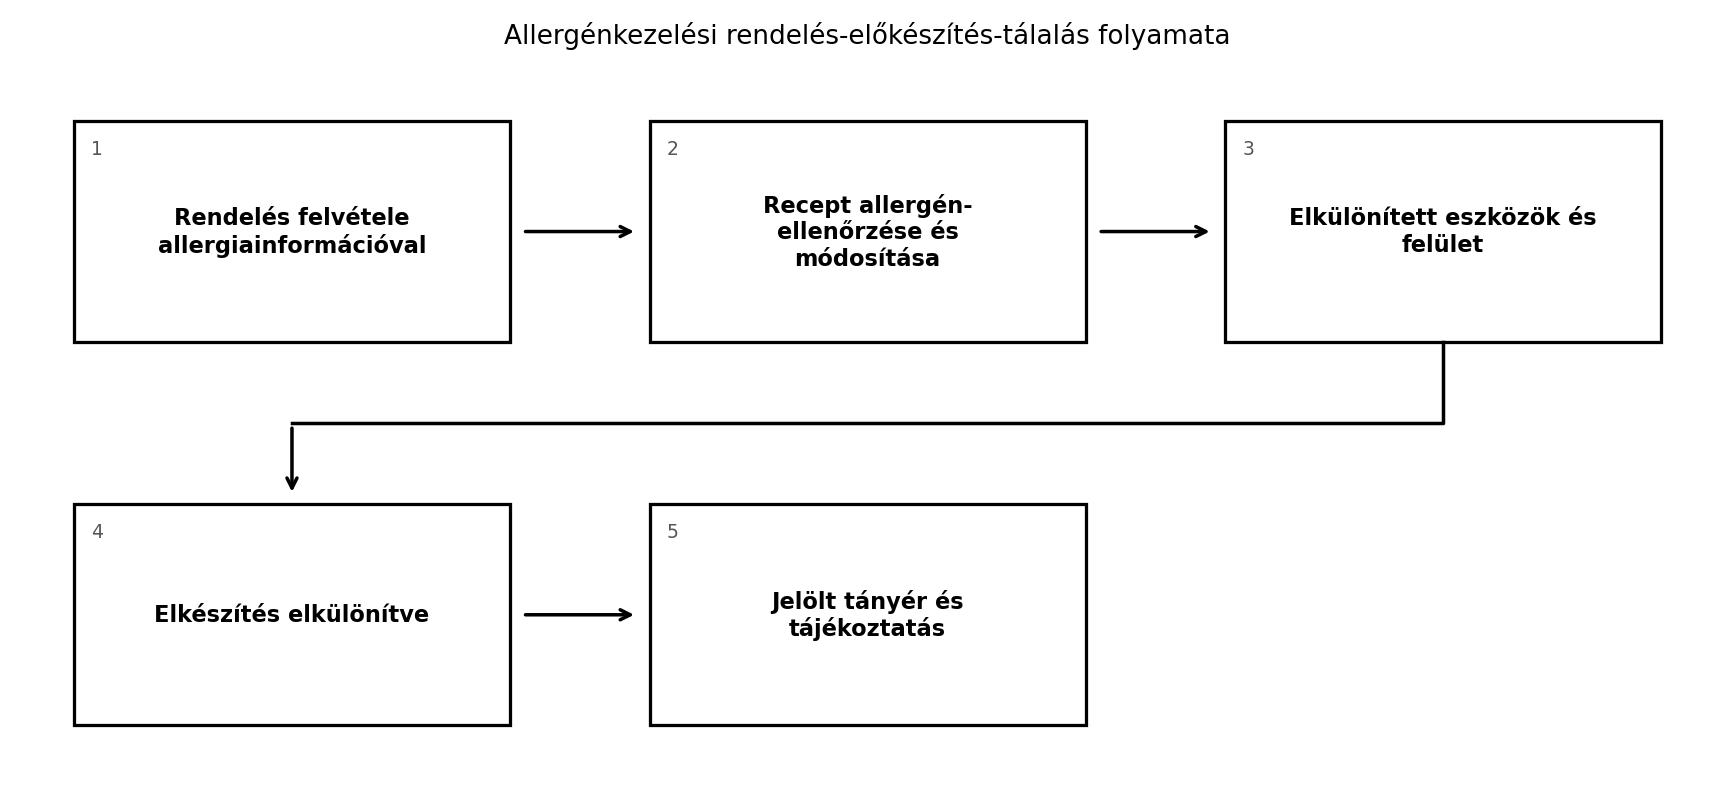 Allergénkezelési rendelés-előkészítés-tálalás folyamata
1
Rendelés felvétele
allergiainformációval
2
Recept allergén-
ellenőrzése és
módosítása
3
Elkülönített eszközök és
felület
4
Elkészítés elkülönítve
5
Jelölt tányér és
tájékoztatás